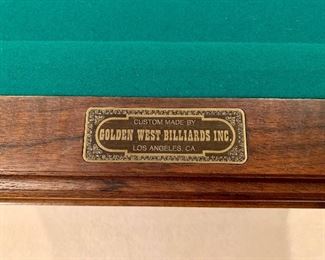 CUSTOM MADE BY
GOLDEN WEST BILLIARDS INC.
LOS ANGELES, CA